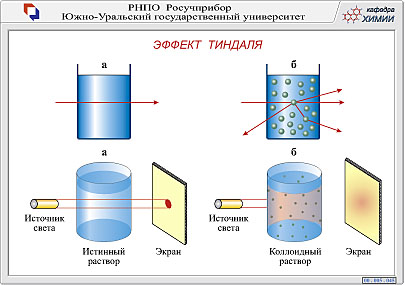 РНПО Росучприбор
Южно-Уральский государственный университет
кафедра
ХИМИИ
ЭФФЕКТ ТИНДАЛЯ
а
б
а
б
Источник
света
Истинный
раствор
Экран
Источник
света
Коллоидный
раствор
Экран